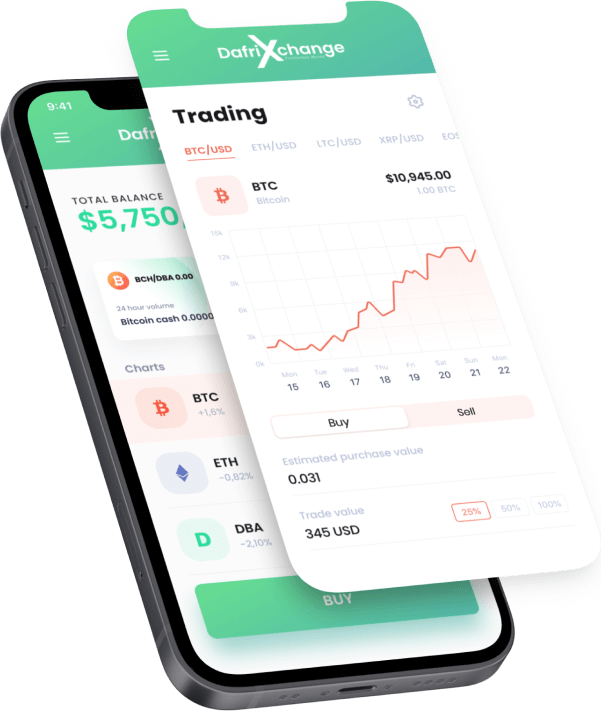 DafriXchange
Trading
BTC/USD ETH/USD LTC/USD XRP/USD EOS
BTC
Bitcoin
$10,945.00
1.00 BTC
15k
12k
9k
6k
3k
0k
Mon Tue Wed Thu Fri Sat Sun Mon
15 16 17 18 19 20 21 22
Buy Sell
Estimated purchase value
0.031
Trade value
345 USD
25% 50% 100%
9:41
Dafri
TOTAL BALANCE
$5,750,
BCH/DBA 0.00
24 hour volume
Bitcoin cash 0.0000
Charts
BTC
+1,6%
ETH
-0,82%
D
DBA
-2,10%
BUY